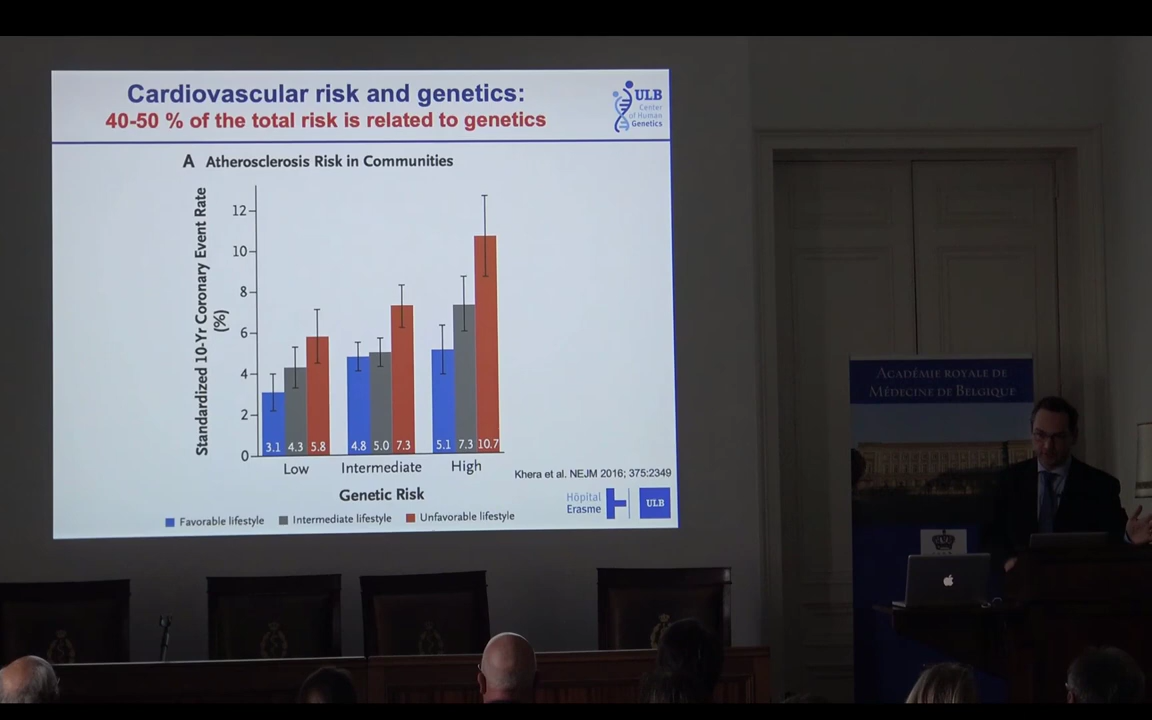 Cardiovascular risk and genetics:
40-50 % of the total risk is related to genetics
ULB
Center
of Human
Genetics
A Atherosclerosis Risk in Communities
Standardized 10-Yr Coronary Event Rate
(%)
12
10
8
6
4
2
0
3.1 4.3 5.8 4.8 5.0 7.3 5.1 7.3 10.7
Low Intermediate High
Genetic Risk
Favorable lifestyle Intermediate lifestyle Unfavorable lifestyle
Khera et al. NEJM 2016; 375:2349
Hôpital
Erasme
ULB
Académie royale de
Médecine de Belgique